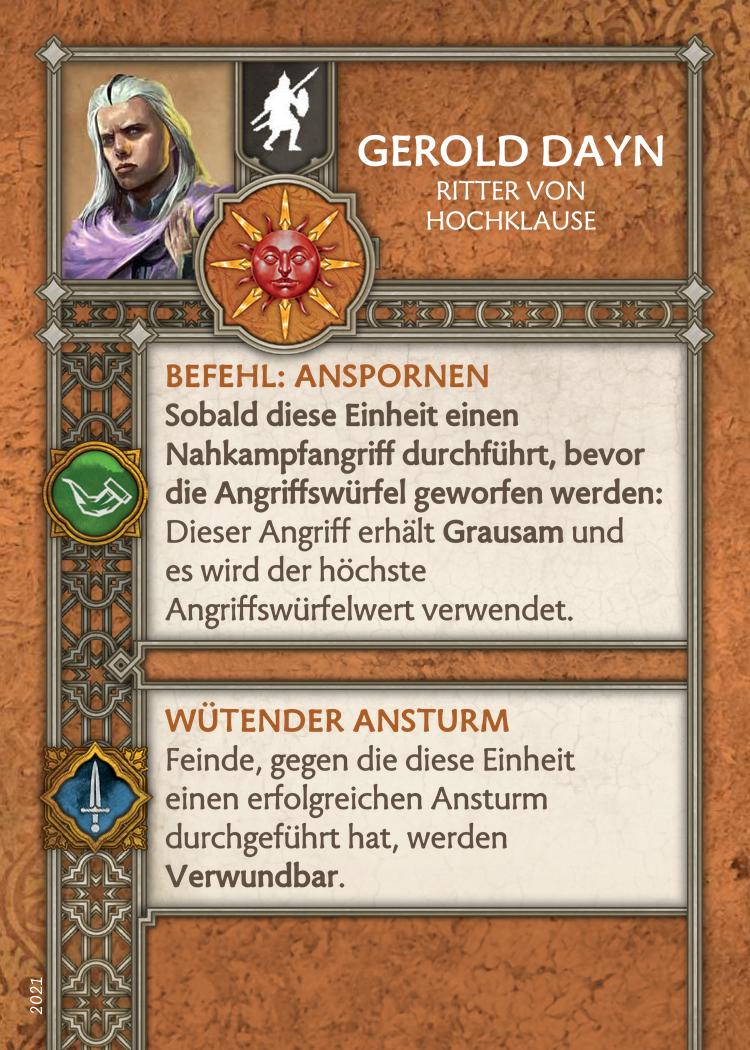 GEROLD DAYN
RITTER VON
HOCHKLAUSE
BEFEHL: ANSPORNEN
Sobald diese Einheit einen
Nahkampfangriff durchführt, bevor
die Angriffswürfel geworfen werden:
Dieser Angriff erhält Grausam und
es wird der höchste
Angriffswürfelwert verwendet.
WÜTENDER ANSTURM
Feinde, gegen die diese Einheit
einen erfolgreichen Ansturm
durchgeführt hat, werden
Verwundbar.
2021